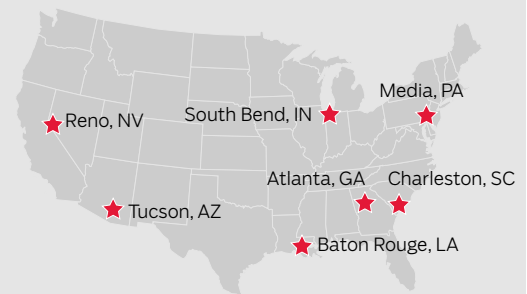 Media, PA
South Bend, IN
Reno, NV
Atlanta, GA
Charleston, SC
Tucson, AZ
Baton Rouge, LA